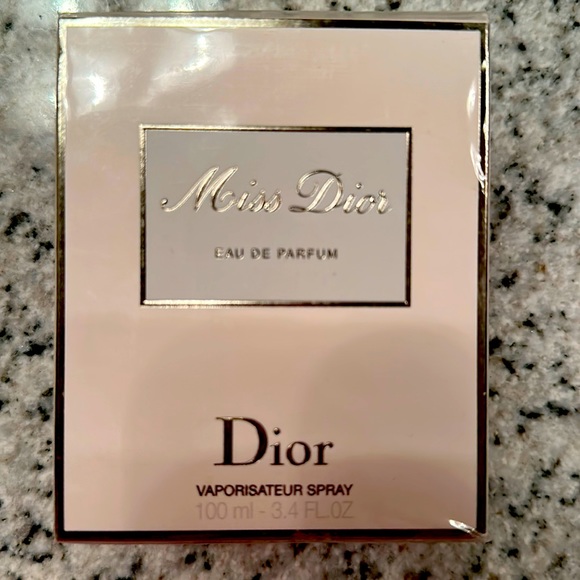 Miss Dior
EAU DE PARFUM
Dior
VAPORISATEUR SPRAY
100 ml - 3.4 FL.OZ